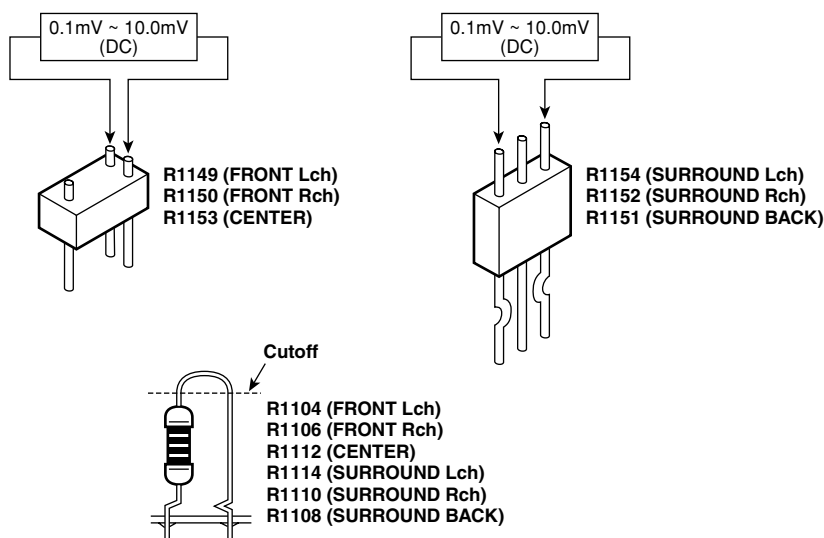 0.1mV ~ 10.0mV
(DC)
R1149 (FRONT Lch)
R1150 (FRONT Rch)
R1153 (CENTER)
0.1mV ~ 10.0mV
(DC)
R1154 (SURROUND Lch)
R1152 (SURROUND Rch)
R1151 (SURROUND BACK)
Cutoff
R1104 (FRONT Lch)
R1106 (FRONT Rch)
R1112 (CENTER)
R1114 (SURROUND Lch)
R1110 (SURROUND Rch)
R1108 (SURROUND BACK)